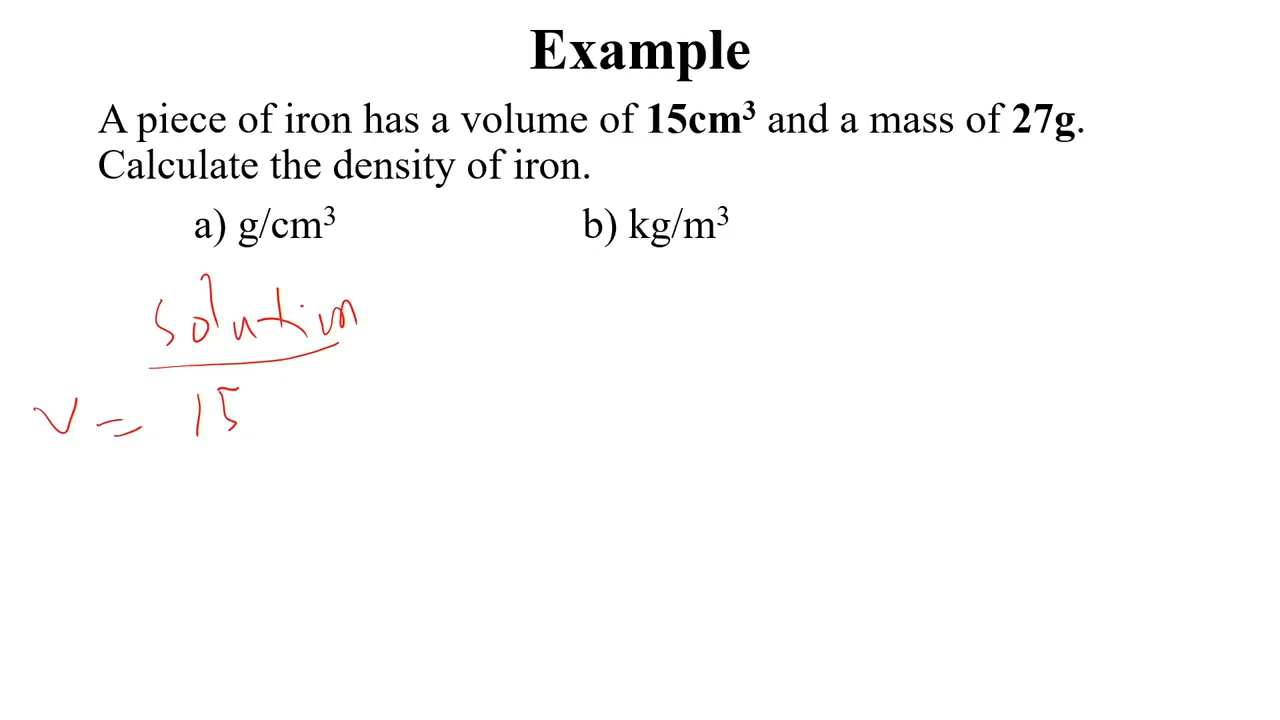 Example
A piece of iron has a volume of 15cm³ and a mass of 27g.
Calculate the density of iron.
a) g/cm³ b) kg/m³
Solution
V = 15